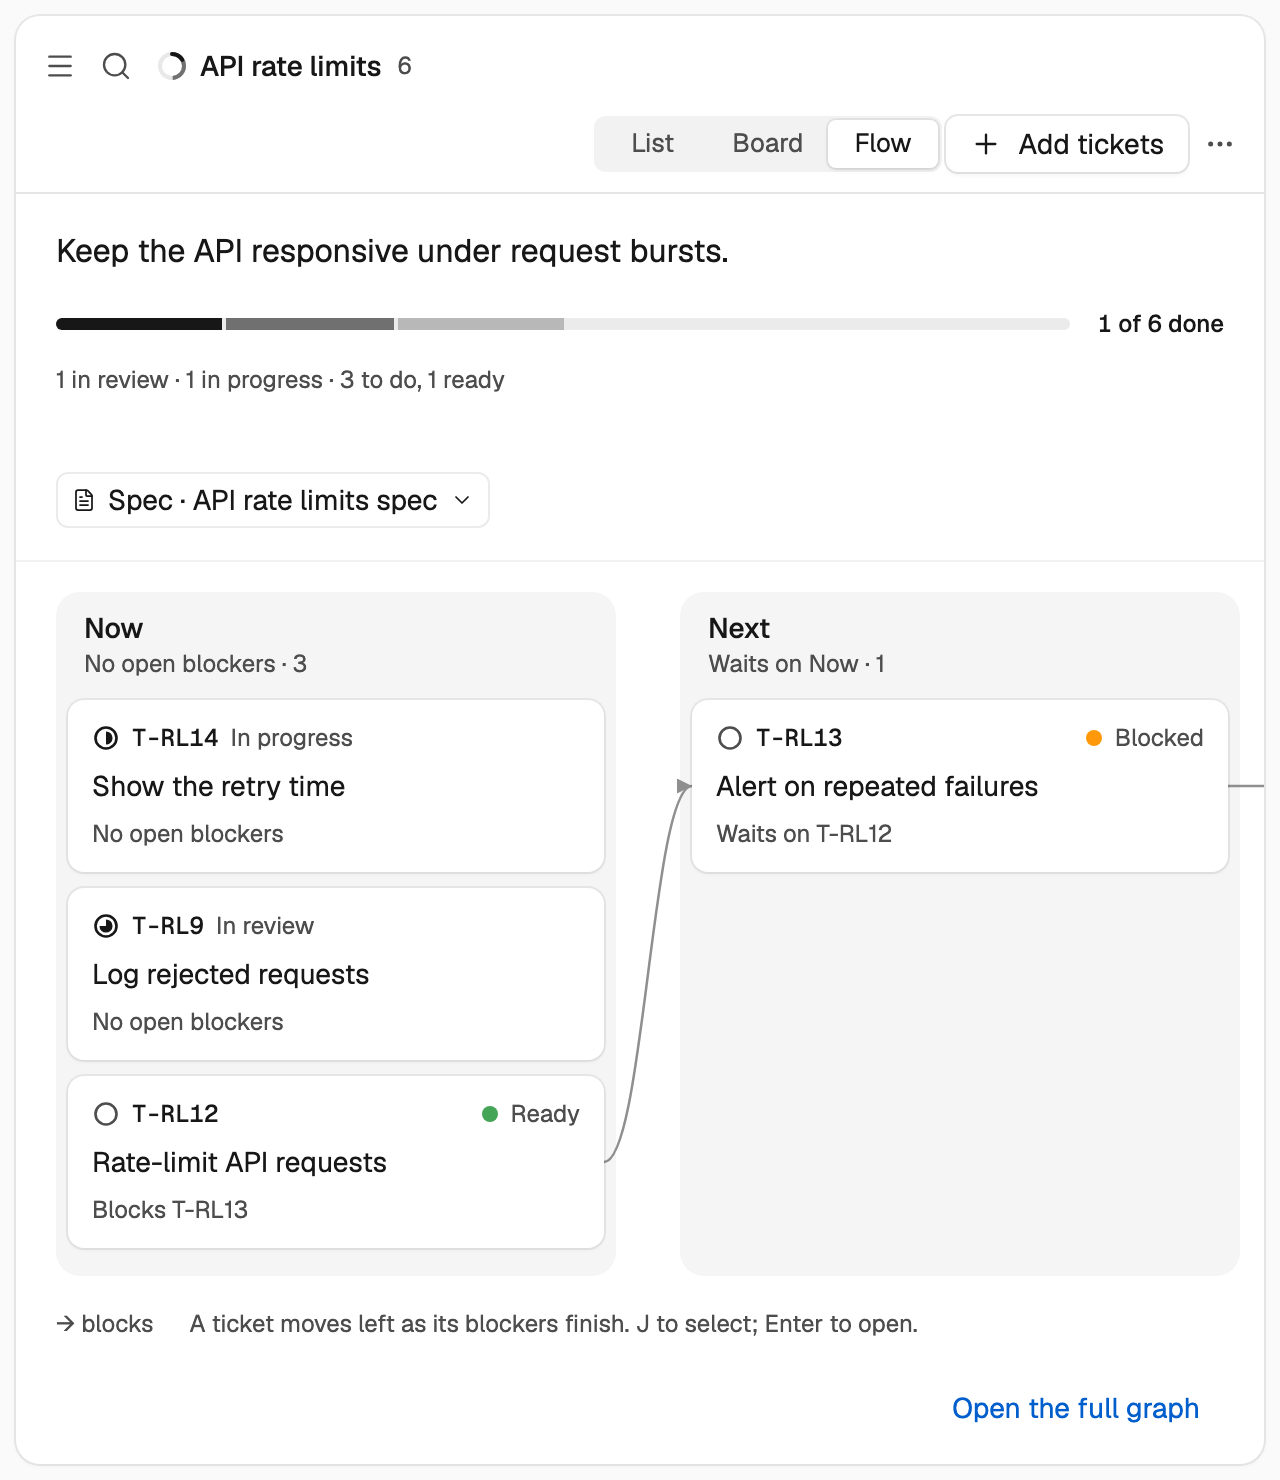 API rate limits 6
List Board Flow + Add tickets ...
Keep the API responsive under request bursts.
1 of 6 done
1 in review · 1 in progress · 3 to do, 1 ready
Spec · API rate limits spec
Now
No open blockers · 3
T-RL14 In progress
Show the retry time
No open blockers
T-RL9 In review
Log rejected requests
No open blockers
T-RL12 Ready
Rate-limit API requests
Blocks T-RL13
Next
Waits on Now · 1
T-RL13 Blocked
Alert on repeated failures
Waits on T-RL12
→ blocks A ticket moves left as its blockers finish. J to select; Enter to open.
Open the full graph